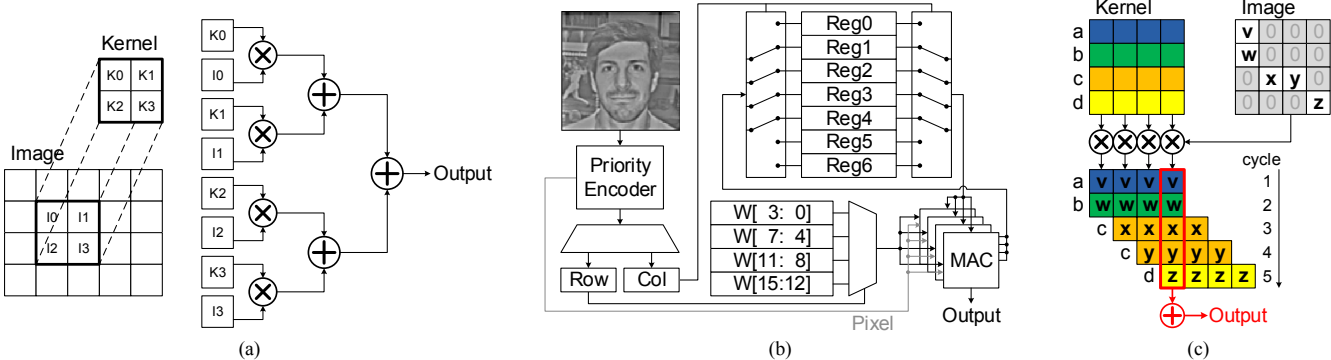 Kernel
K0 K1
K2 K3
Image
I0 I1
I2 I3
K0
I0
K1
I1
K2
I2
K3
I3
Output
(a)
Priority
Encoder
Row
Col
Reg0
Reg1
Reg2
Reg3
Reg4
Reg5
Reg6
W[ 3: 0]
W[ 7: 4]
W[11: 8]
W[15:12]
MAC
Pixel
Output
(b)
Kernel
Image
a
b
c
d
v 0 0 0
w 0 0 0
0 x y 0
0 0 0 z
cycle
a v v v v 1
b w w w w 2
c x x x x 3
c y y y y 4
d z z z z 5
Output
(c)